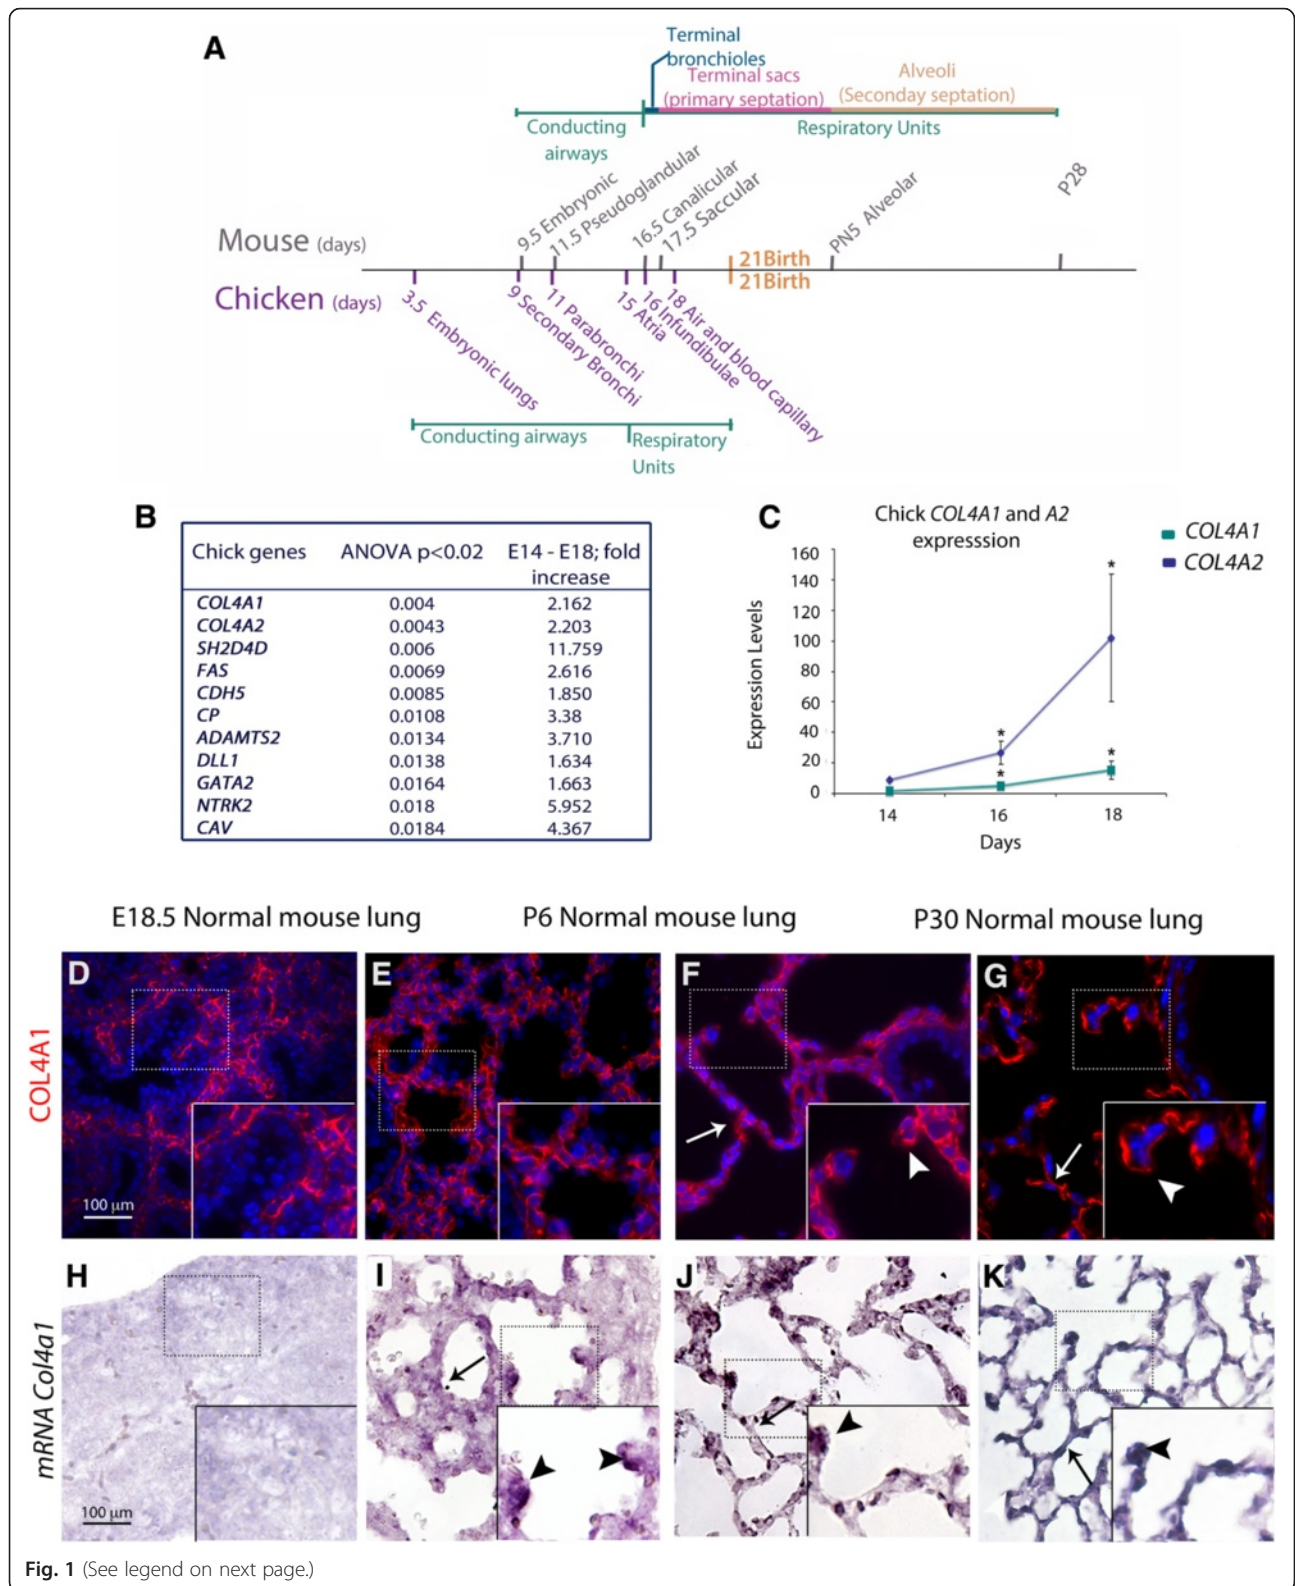 A
Terminal
bronchioles
Terminal sacs
(primary septation)
Alveoli
(Seconday septation)
Conducting
airways
Respiratory Units
Mouse (days)
9.5 Embryonic
11.5 Pseudoglandular
16.5 Canalicular
17.5 Saccular
21Birth
PN5 Alveolar
P28
Chicken (days)
3.5 Embryonic lungs
9 Secondary Bronchi
11 Parabronchi
15 Atria
16 Infundibulae
18 Air and blood capillary
21Birth
Conducting airways
Respiratory
Units
B
Chick genes ANOVA p<0.02 E14 - E18; fold
increase
COL4A1 0.004 2.162
COL4A2 0.0043 2.203
SH2D4D 0.006 11.759
FAS 0.0069 2.616
CDH5 0.0085 1.850
CP 0.0108 3.38
ADAMTS2 0.0134 3.710
DLL1 0.0138 1.634
GATA2 0.0164 1.663
NTRK2 0.018 5.952
CAV 0.0184 4.367
C
Chick COL4A1 and A2
expresssion
COL4A1
COL4A2
Expression Levels
160
140
120
100
80
60
40
20
0
*
*
*
*
14 16 18
Days
E18.5 Normal mouse lung P6 Normal mouse lung P30 Normal mouse lung
COL4A1
D E F G
100 µm
mRNA Col4a1
H I J K
100 µm
Fig. 1 (See legend on next page.)